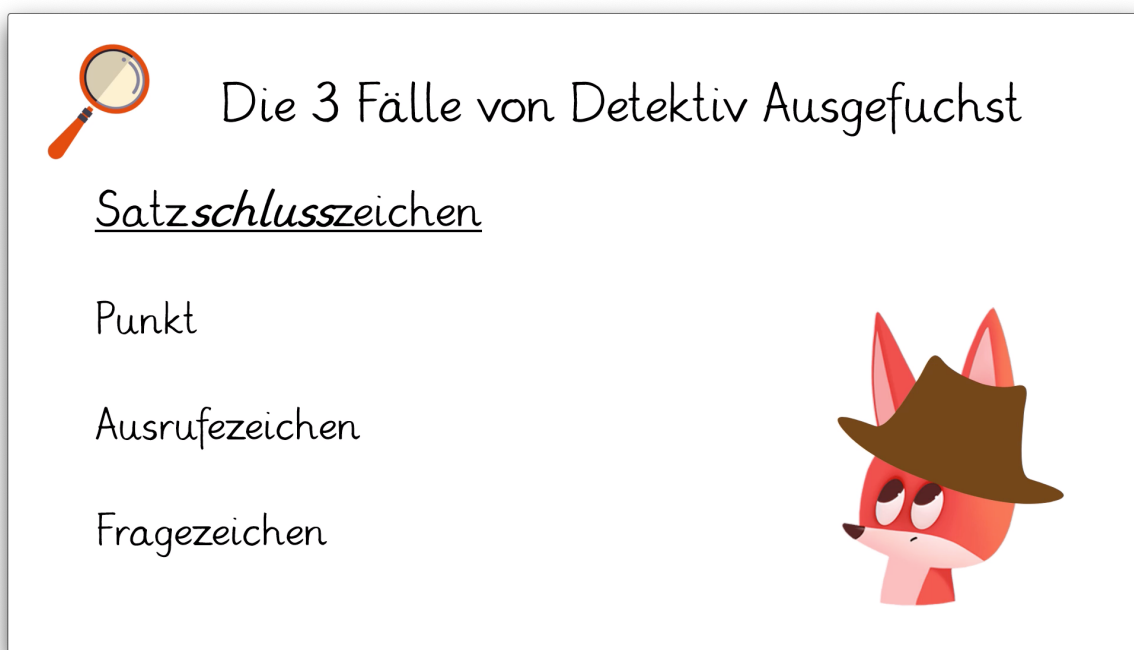 Die 3 Fälle von Detektiv Ausgefuchst
Satzschlusszeichen
Punkt
Ausrufezeichen
Fragezeichen